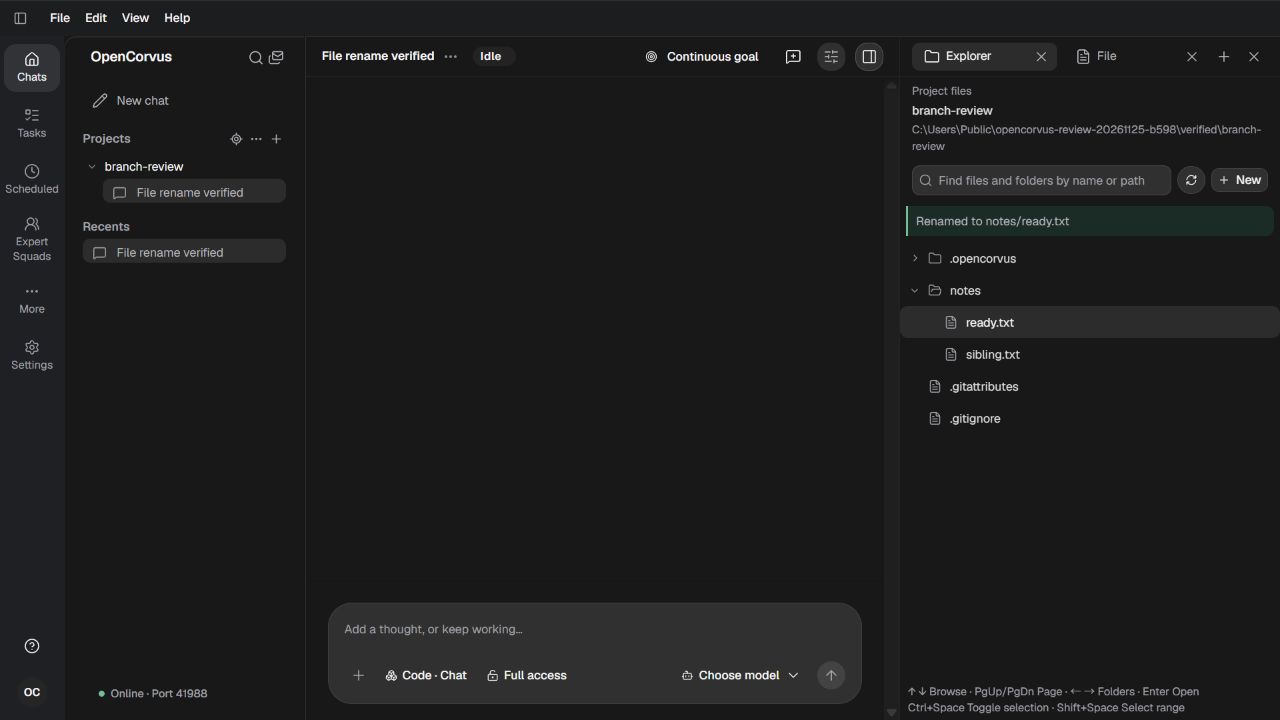 File Edit View Help
Chats
Tasks
Scheduled
Expert
Squads
More
Settings
OC
OpenCorvus
New chat
Projects
branch-review
File rename verified
Recents
File rename verified
Online · Port 41988
File rename verified
Idle
Continuous goal
Add a thought, or keep working...
Code · Chat
Full access
Choose model
Explorer
File
Project files
branch-review
C:\Users\Public\opencorvus-review-20261125-b598\verified\branch-
review
Find files and folders by name or path
New
Renamed to notes/ready.txt
.opencorvus
notes
ready.txt
sibling.txt
.gitattributes
.gitignore
↑↓ Browse · PgUp/PgDn Page · ←→ Folders · Enter Open
Ctrl+Space Toggle selection · Shift+Space Select range